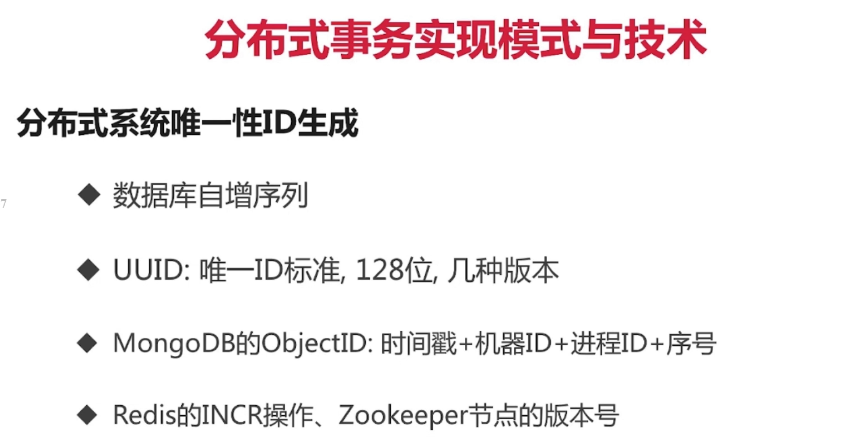 分布式事务实现模式与技术
分布式系统唯一性ID生成
◆ 数据库自增序列
7
◆ UUID: 唯一ID标准, 128位, 几种版本
◆ MongoDB的ObjectID: 时间戳+机器ID+进程ID+序号
◆ Redis的INCR操作、Zookeeper节点的版本号